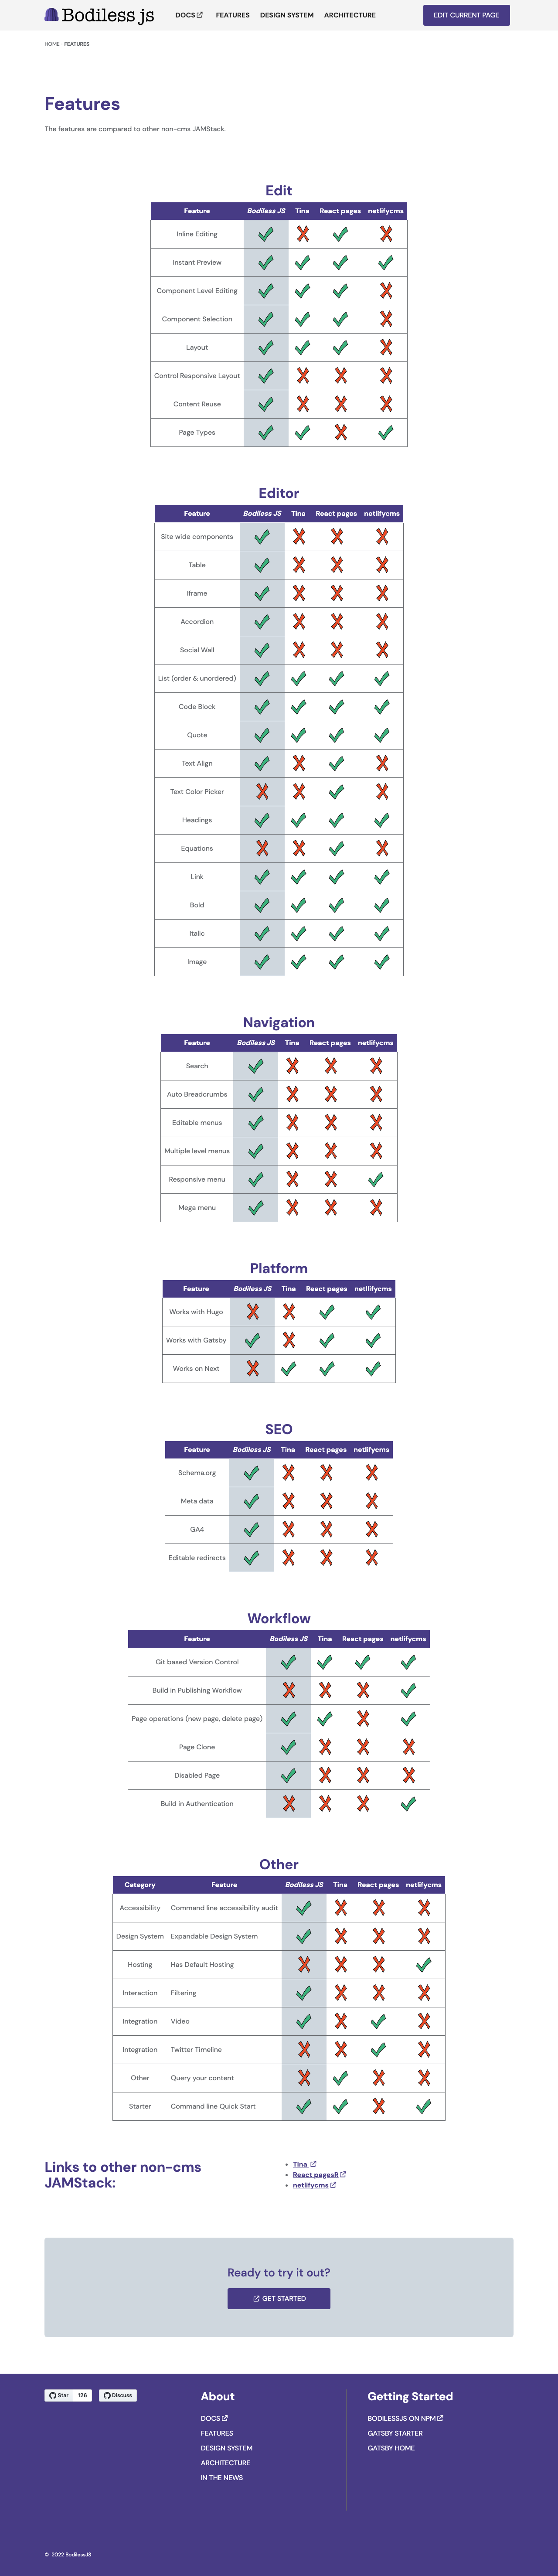 Bodiless js DOCS FEATURES DESIGN SYSTEM ARCHITECTURE EDIT CURRENT PAGE
HOME · FEATURES
Features
The features are compared to other non-cms JAMStack.
Edit
Feature Bodiless JS Tina React pages netlifycms
Inline Editing
Instant Preview
Component Level Editing
Component Selection
Layout
Control Responsive Layout
Content Reuse
Page Types
Editor
Feature Bodiless JS Tina React pages netlifycms
Site wide components
Table
Iframe
Accordion
Social Wall
List (order & unordered)
Code Block
Quote
Text Align
Text Color Picker
Headings
Equations
Link
Bold
Italic
Image
Navigation
Feature Bodiless JS Tina React pages netlifycms
Search
Auto Breadcrumbs
Editable menus
Multiple level menus
Responsive menu
Mega menu
Platform
Feature Bodiless JS Tina React pages netllifycms
Works with Hugo
Works with Gatsby
Works on Next
SEO
Feature Bodiless JS Tina React pages netlifycms
Schema.org
Meta data
GA4
Editable redirects
Workflow
Feature Bodiless JS Tina React pages netlifycms
Git based Version Control
Build in Publishing Workflow
Page operations (new page, delete page)
Page Clone
Disabled Page
Build in Authentication
Other
Category Feature Bodiless JS Tina React pages netlifycms
Accessibility Command line accessibility audit
Design System Expandable Design System
Hosting Has Default Hosting
Interaction Filtering
Integration Video
Integration Twitter Timeline
Other Query your content
Starter Command line Quick Start
Links to other non-cms
JAMStack:
Tina
React pagesR
netlifycms
Ready to try it out?
GET STARTED
Star 126 Discuss
About
DOCS
FEATURES
DESIGN SYSTEM
ARCHITECTURE
IN THE NEWS
Getting Started
BODILESSJS ON NPM
GATSBY STARTER
GATSBY HOME
© 2022 BodilessJS